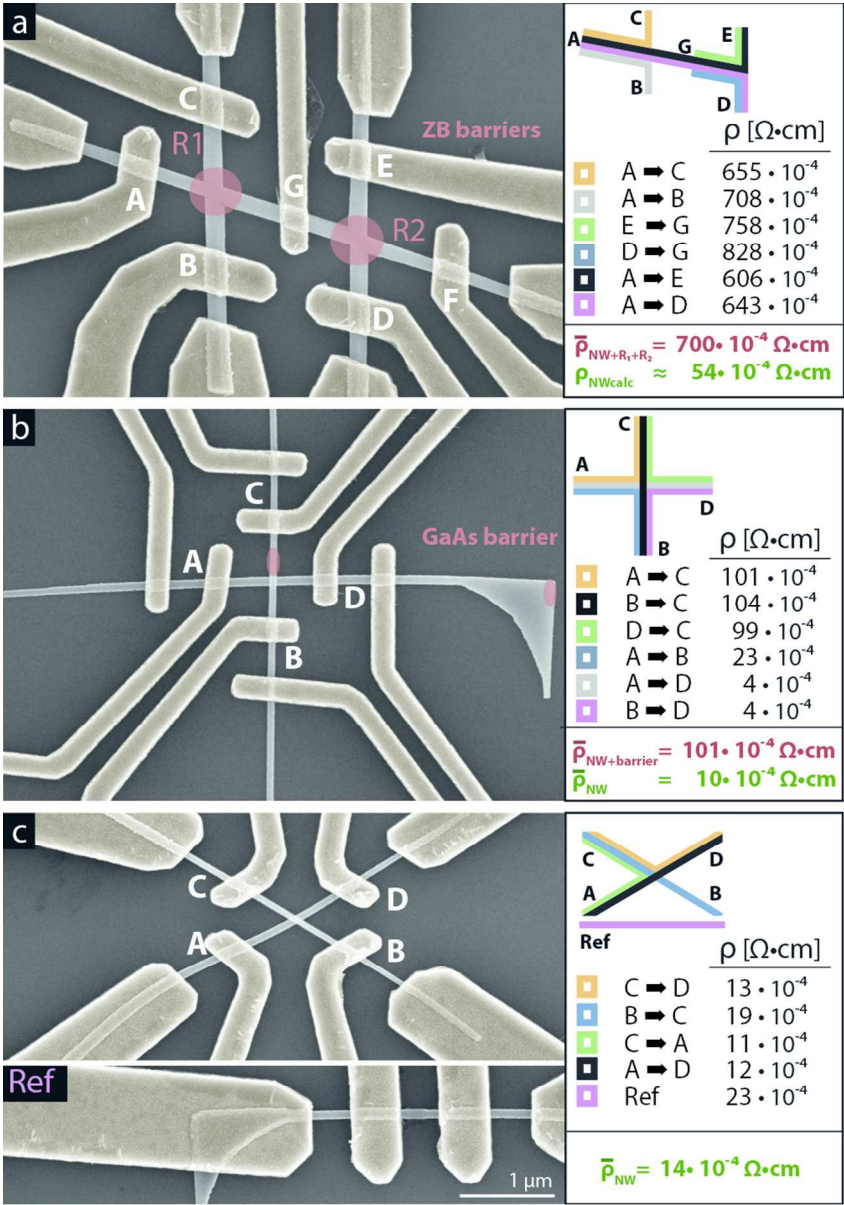 a
C
R1
ZB barriers
E
A
G
R2
B
D
F
C
A
G
E
B
D
ρ [Ω•cm]
A ➡ C 655 • 10⁻⁴
A ➡ B 708 • 10⁻⁴
E ➡ G 758 • 10⁻⁴
D ➡ G 828 • 10⁻⁴
A ➡ E 606 • 10⁻⁴
A ➡ D 643 • 10⁻⁴
ρ̅NW+R₁+R₂ = 700• 10⁻⁴ Ω•cm
ρNWcalc ≈ 54• 10⁻⁴ Ω•cm
b
C
GaAs barrier
A
D
B
C
A
D
B
ρ [Ω•cm]
A ➡ C 101 • 10⁻⁴
B ➡ C 104 • 10⁻⁴
D ➡ C 99 • 10⁻⁴
A ➡ B 23 • 10⁻⁴
A ➡ D 4 • 10⁻⁴
B ➡ D 4 • 10⁻⁴
ρ̅NW+barrier = 101• 10⁻⁴ Ω•cm
ρ̅NW = 10• 10⁻⁴ Ω•cm
c
C
D
A
B
C
D
A
B
Ref
ρ [Ω•cm]
C ➡ D 13 • 10⁻⁴
B ➡ C 19 • 10⁻⁴
C ➡ A 11 • 10⁻⁴
A ➡ D 12 • 10⁻⁴
Ref 23 • 10⁻⁴
ρ̅NW = 14• 10⁻⁴ Ω•cm
Ref
1 µm